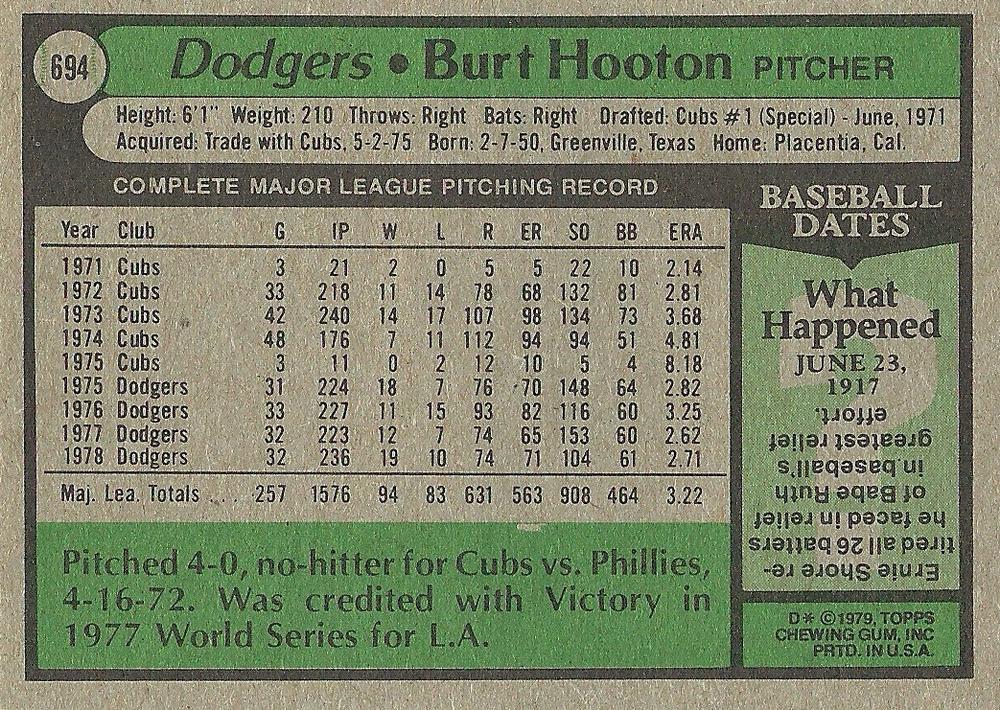 694
Dodgers • Burt Hooton PITCHER
Height: 6'1" Weight: 210 Throws: Right Bats: Right Drafted: Cubs #1 (Special) - June, 1971
Acquired: Trade with Cubs, 5-2-75 Born: 2-7-50, Greenville, Texas Home: Placentia, Cal.
COMPLETE MAJOR LEAGUE PITCHING RECORD
Year Club G IP W L R ER SO BB ERA
1971 Cubs 3 21 2 0 5 5 22 10 2.14
1972 Cubs 33 218 11 14 78 68 132 81 2.81
1973 Cubs 42 240 14 17 107 98 134 73 3.68
1974 Cubs 48 176 7 11 112 94 94 51 4.81
1975 Cubs 3 11 0 2 12 10 5 4 8.18
1975 Dodgers 31 224 18 7 76 70 148 64 2.82
1976 Dodgers 33 227 11 15 93 82 116 60 3.25
1977 Dodgers 32 223 12 7 74 65 153 60 2.62
1978 Dodgers 32 236 19 10 74 71 104 61 2.71
Maj. Lea. Totals . . . 257 1576 94 83 631 563 908 464 3.22
Pitched 4-0, no-hitter for Cubs vs. Phillies,
4-16-72. Was credited with Victory in
1977 World Series for L.A.
BASEBALL
DATES
What
Happened
JUNE 23,
1917
Ernie Shore re-
tired all 26 batters
he faced in relief
of Babe Ruth
in baseball's
greatest relief
effort.
D* ©1979, TOPPS
CHEWING GUM, INC
PRTD. IN U.S.A.